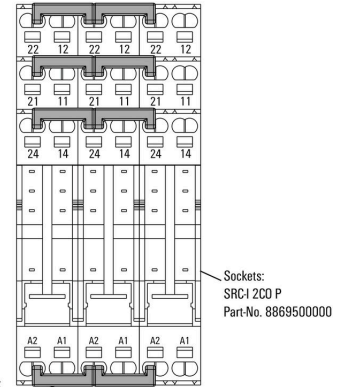 22 12 22 12 22 12
21 11 21 11 21 11
24 14 24 14 24 14
Sockets:
SRC-I 2CO P
Part-No. 8869500000
A2 A1 A2 A1 A2 A1